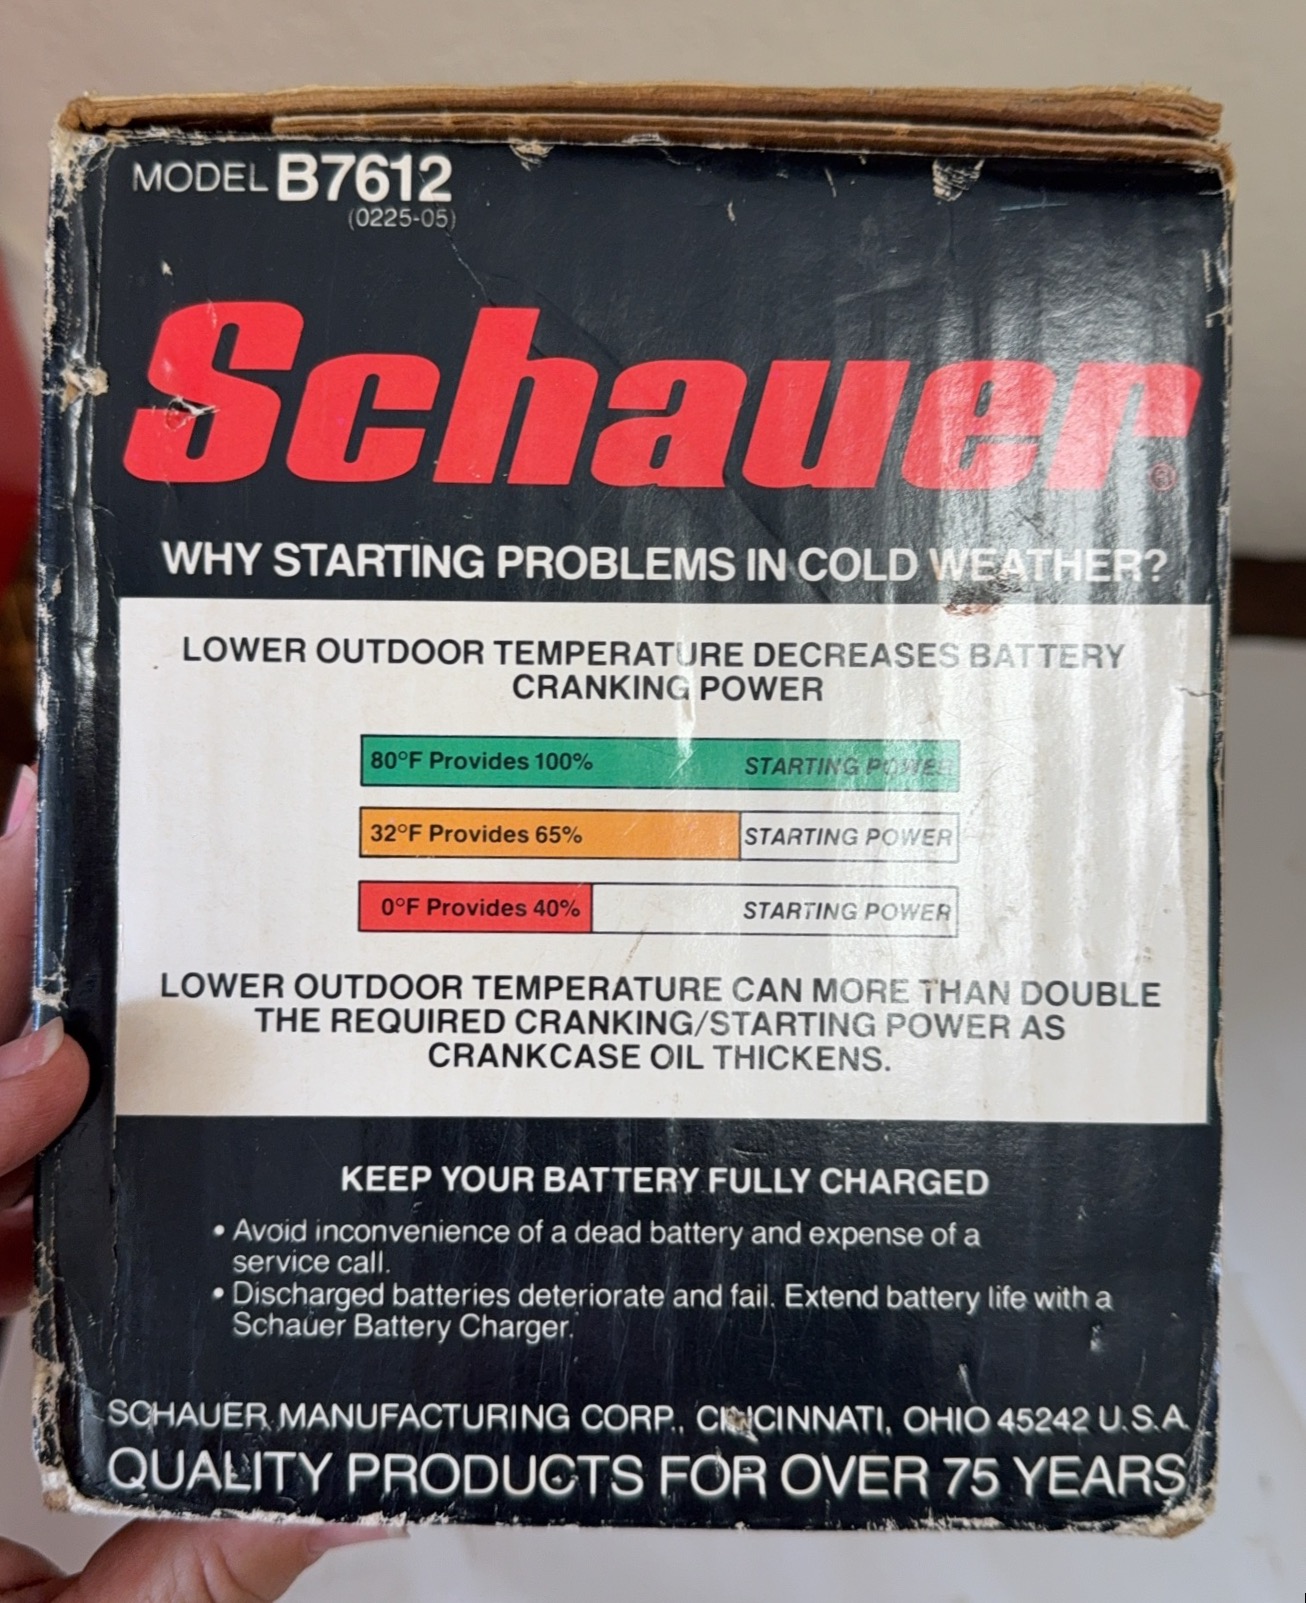 MODEL B7612
(0225-05)
Schauer®
WHY STARTING PROBLEMS IN COLD WEATHER?
LOWER OUTDOOR TEMPERATURE DECREASES BATTERY
CRANKING POWER
80°F Provides 100% STARTING POWER
32°F Provides 65% STARTING POWER
0°F Provides 40% STARTING POWER
LOWER OUTDOOR TEMPERATURE CAN MORE THAN DOUBLE
THE REQUIRED CRANKING/STARTING POWER AS
CRANKCASE OIL THICKENS.
KEEP YOUR BATTERY FULLY CHARGED
• Avoid inconvenience of a dead battery and expense of a
service call.
• Discharged batteries deteriorate and fail. Extend battery life with a
Schauer Battery Charger.
SCHAUER MANUFACTURING CORP., CINCINNATI, OHIO 45242 U.S.A.
QUALITY PRODUCTS FOR OVER 75 YEARS